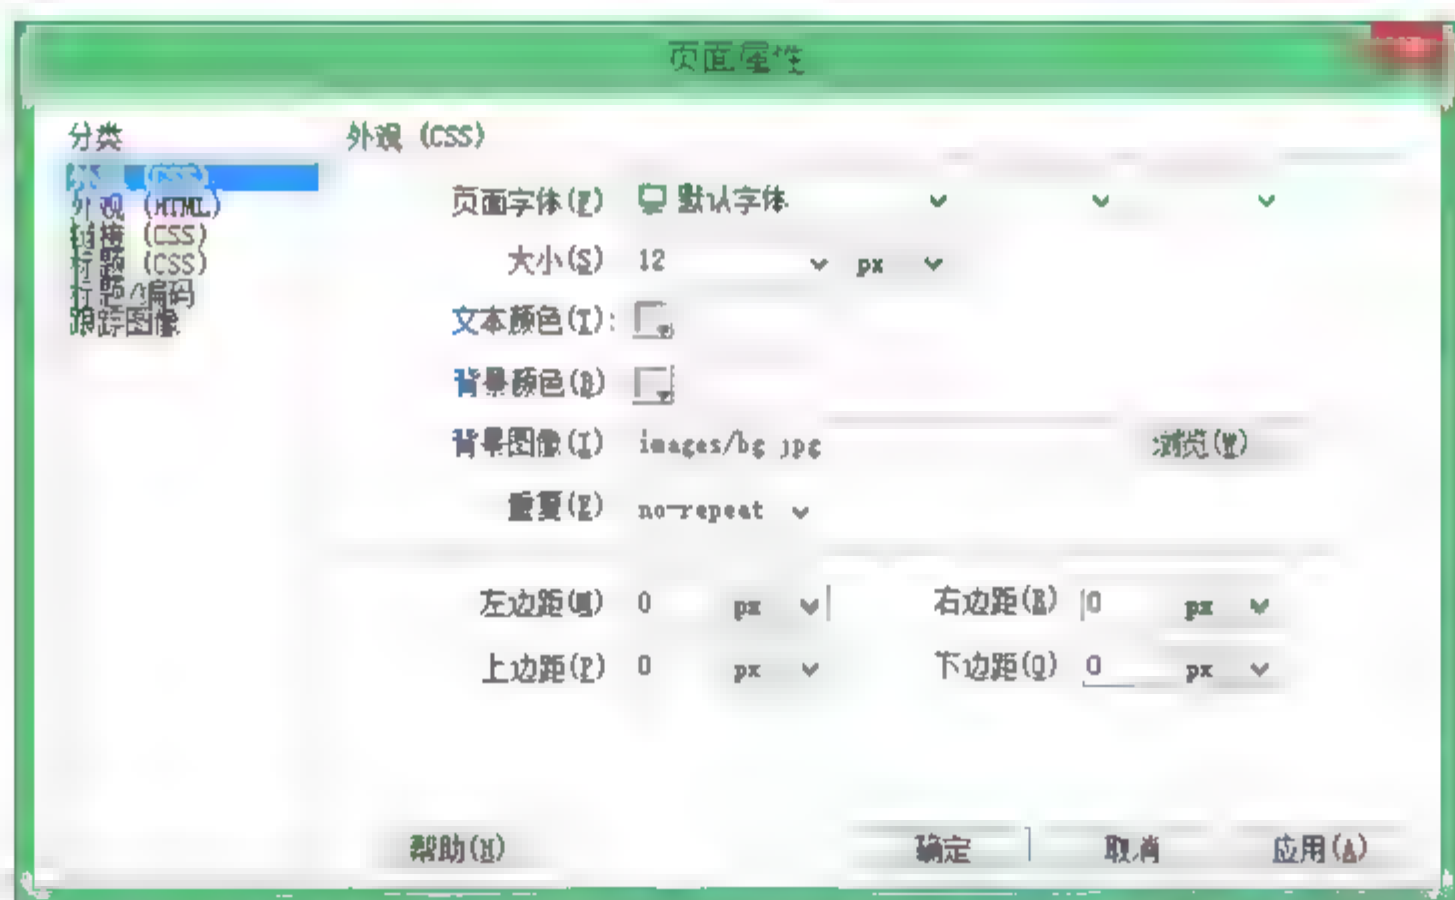 页面属性
分类
外观 (CSS)
外观 (CSS)
外观 (HTML)
链接 (CSS)
标题 (CSS)
标题/编码
跟踪图像
页面字体(F) 默认字体
大小(S) 12 px
文本颜色(T):
背景颜色(B)
背景图像(I) images/bg.jpg 浏览(W)
重复(E) no-repeat
左边距(M) 0 px 右边距(R) 0 px
上边距(P) 0 px 下边距(O) 0 px
帮助(H) 确定 取消 应用(A)